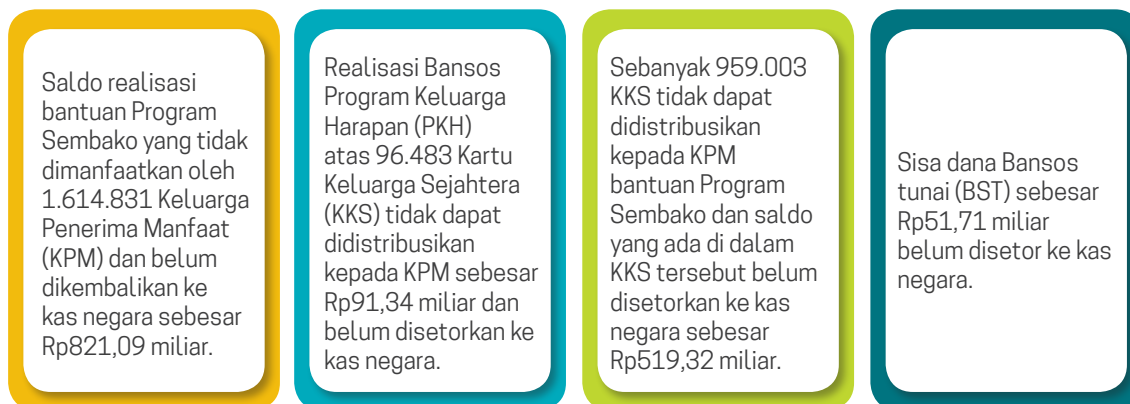 Saldo realisasi
bantuan Program
Sembako yang tidak
dimanfaatkan oleh
1.614.831 Keluarga
Penerima Manfaat
(KPM) dan belum
dikembalikan ke
kas negara sebesar
Rp821,09 miliar.
Realisasi Bansos
Program Keluarga
Harapan (PKH)
atas 96.483 Kartu
Keluarga Sejahtera
(KKS) tidak dapat
didistribusikan
kepada KPM sebesar
Rp91,34 miliar dan
belum disetorkan ke
kas negara.
Sebanyak 959.003
KKS tidak dapat
didistribusikan
kepada KPM
bantuan Program
Sembako dan saldo
yang ada di dalam
KKS tersebut belum
disetorkan ke kas
negara sebesar
Rp519,32 miliar.
Sisa dana Bansos
tunai (BST) sebesar
Rp51,71 miliar
belum disetor ke kas
negara.